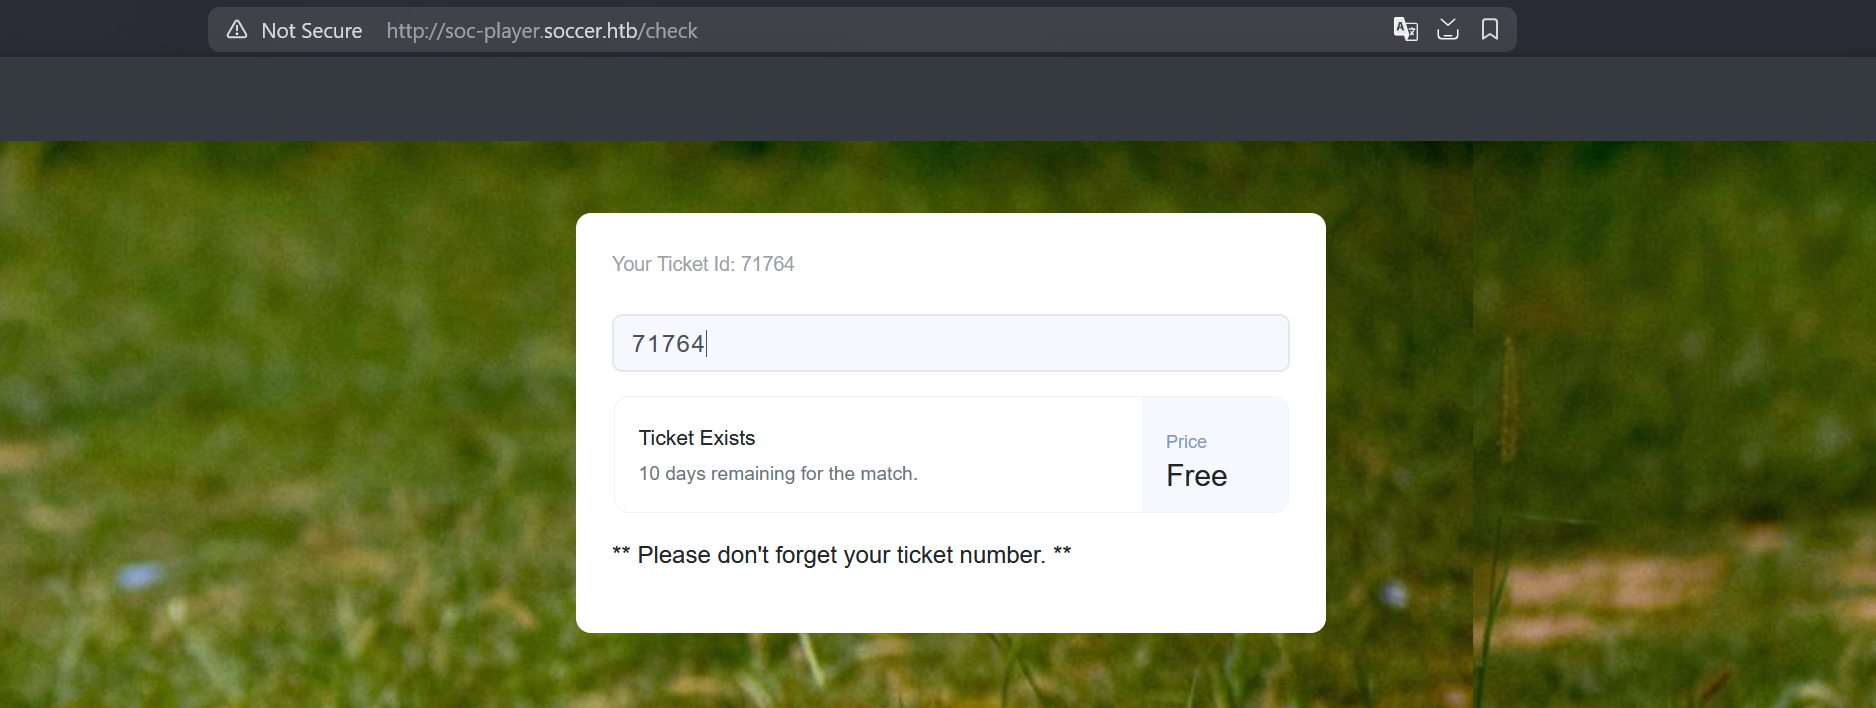 Not Secure http://soc-player.soccer.htb/check
Your Ticket Id: 71764
71764
Ticket Exists
10 days remaining for the match.
Price
Free
** Please don't forget your ticket number. **